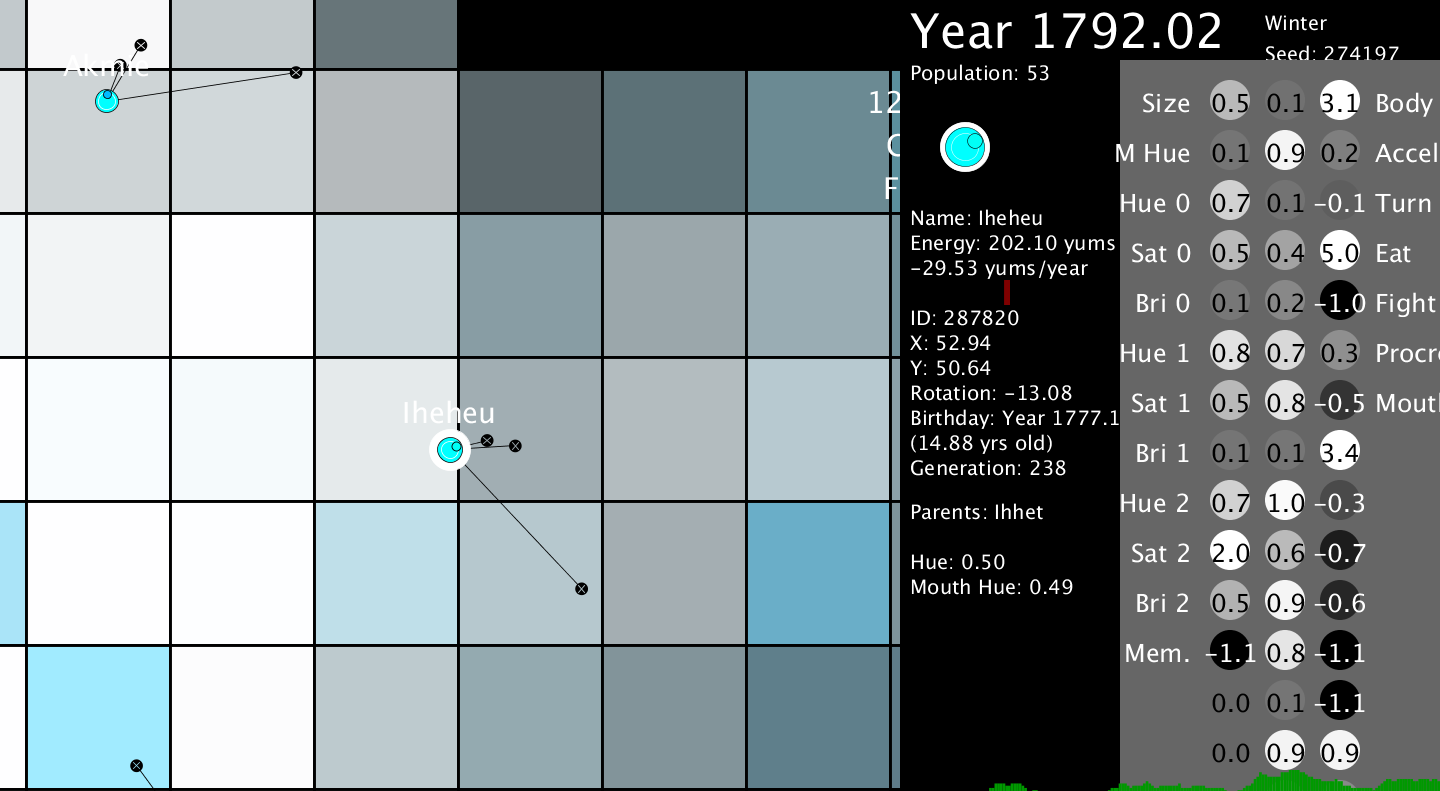 Year 1792.02
Winter
Seed: 274197
Population: 53
Akmie
12
Size 0.5 0.1 3.1 Body
M Hue 0.1 0.9 0.2 Accel
Hue 0 0.7 0.1 −0.1 Turn
Sat 0 0.5 0.4 5.0 Eat
Bri 0 0.1 0.2 −1.0 Fight
Hue 1 0.8 0.7 0.3 Procr
Sat 1 0.5 0.8 −0.5 Mout
Bri 1 0.1 0.1 3.4
Hue 2 0.7 1.0 −0.3
Sat 2 2.0 0.6 −0.7
Bri 2 0.5 0.9 −0.6
Mem. −1.1 0.8 −1.1
0.0 0.1 −1.1
0.0 0.9 0.9
F
Name: Iheheu
Energy: 202.10 yums
−29.53 yums/year
ID: 287820
X: 52.94
Y: 50.64
Rotation: −13.08
Birthday: Year 1777.1
(14.88 yrs old)
Generation: 238
Parents: Ihhet
Hue: 0.50
Mouth Hue: 0.49
Iheheu